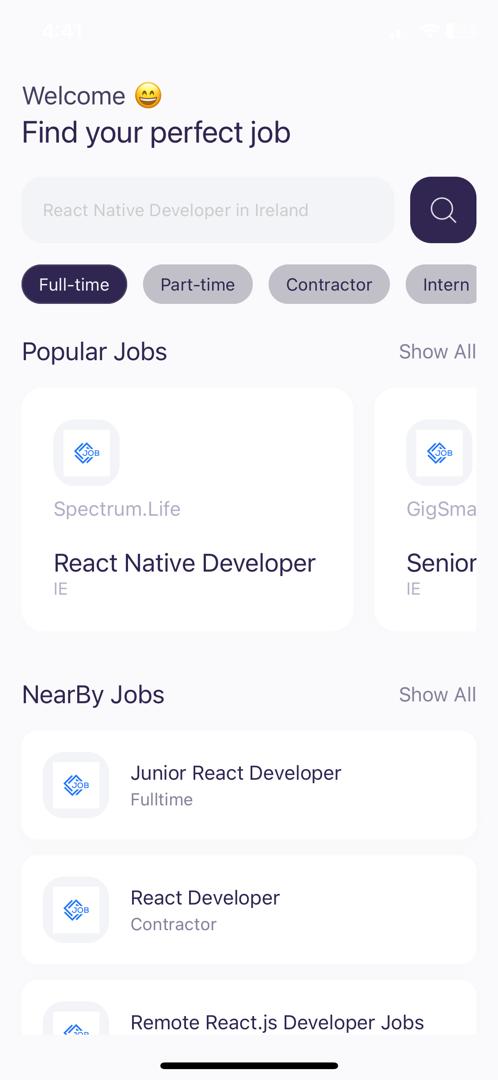 4:41
Welcome 😄
Find your perfect job
React Native Developer in Ireland
Full-time Part-time Contractor Intern
Popular Jobs Show All
JOB JOB
Spectrum.Life GigSma
React Native Developer Senior
IE IE
NearBy Jobs Show All
JOB
Junior React Developer
Fulltime
JOB
React Developer
Contractor
JOB
Remote React.js Developer Jobs